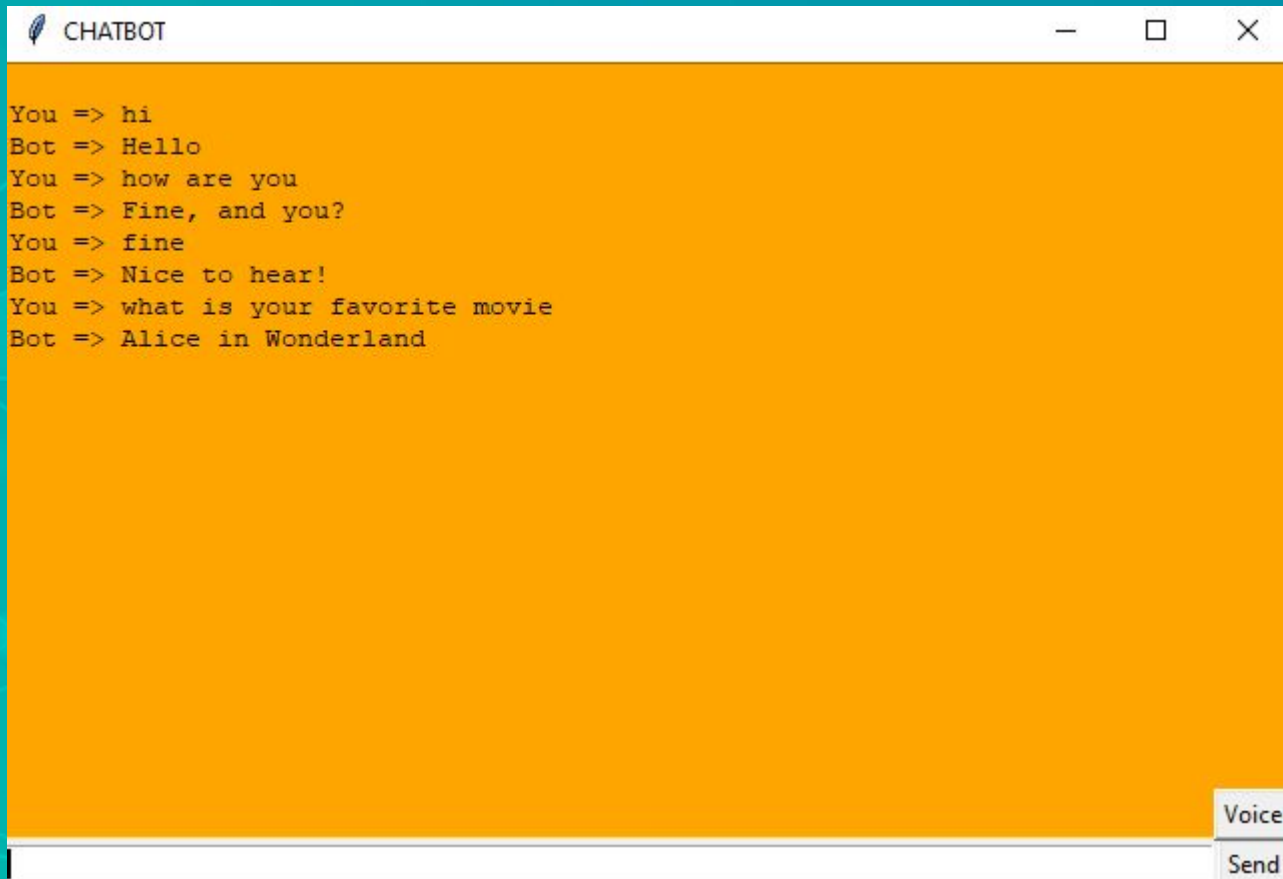 CHATBOT
You => hi
Bot => Hello
You => how are you
Bot => Fine, and you?
You => fine
Bot => Nice to hear!
You => what is your favorite movie
Bot => Alice in Wonderland
Voice
Send